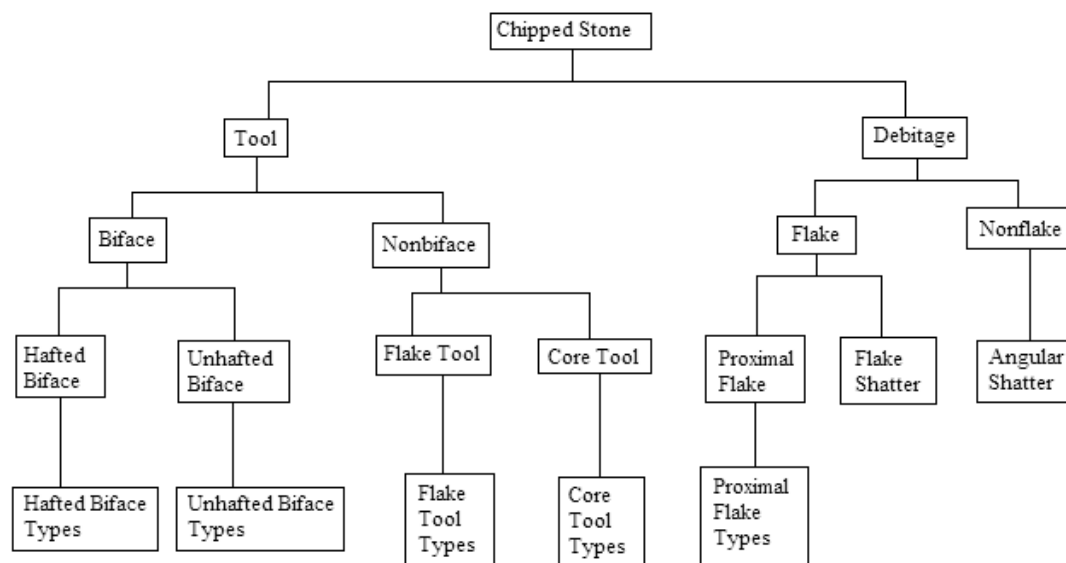 Chipped Stone
Tool
Debitage
Biface
Nonbiface
Flake
Nonflake
Hafted
Biface
Unhafted
Biface
Flake Tool
Core Tool
Proximal
Flake
Flake
Shatter
Angular
Shatter
Hafted Biface
Types
Unhafted Biface
Types
Flake
Tool
Types
Core
Tool
Types
Proximal
Flake
Types